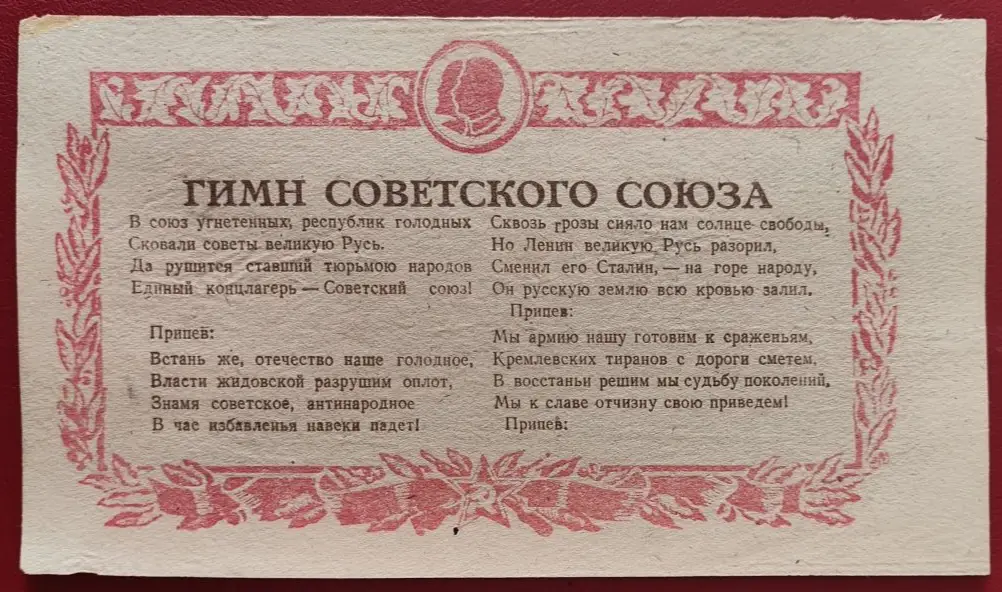 ГИМН СОВЕТСКОГО СОЮЗА
В союз угнетенных, республик голодных
Сковали советы великую Русь.
Да рушится ставший тюрьмою народов
Единый концлагерь — Советский союз!
Припев:
Встань же, отечество наше голодное,
Власти жидовской разрушим оплот,
Знамя советское, антинародное
В час избавленья навеки падет!
Сквозь грозы сияло нам солнце свободы,
Но Ленин великую Русь разорил,
Сменил его Сталин, — на горе народу,
Он русскую землю всю кровью залил.
Припев:
Мы армию нашу готовим к сраженьям,
Кремлевских тиранов с дороги сметем,
В восстаньи решим мы судьбу поколений,
Мы к славе отчизну свою приведем!
Припев: